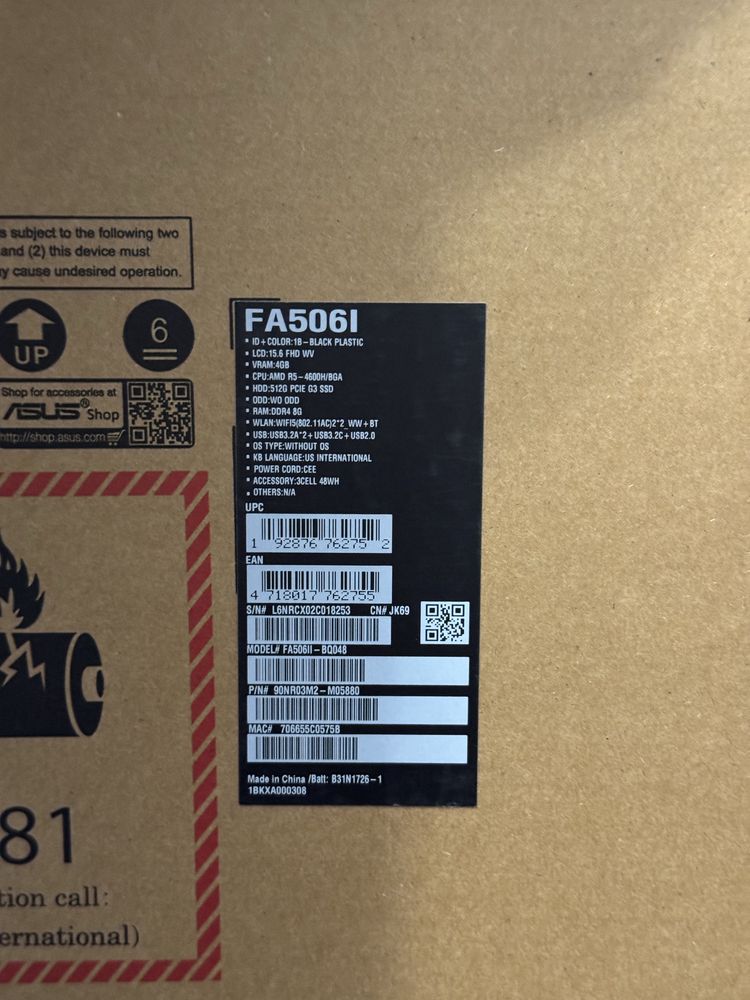 s subject to the following two
and (2) this device must
y cause undesired operation.
UP
6
Shop for accessories at
ASUS® Shop
http://shop.asus.com
FA506I
▪ ID+COLOR:1B-BLACK PLASTIC
▪ LCD:15.6 FHD WV
▪ VRAM:4GB
▪ CPU:AMD R5-4600H/BGA
▪ HDD:512G PCIE G3 SSD
▪ ODD:WO ODD
▪ RAM:DDR4 8G
▪ WLAN:WIFI5(802.11AC)2*2_WW+BT
▪ USB:USB3.2A*2+USB3.2C+USB2.0
▪ OS TYPE:WITHOUT OS
▪ KB LANGUAGE:US INTERNATIONAL
▪ POWER CORD:CEE
▪ ACCESSORY:3CELL 48WH
▪ OTHERS:N/A
UPC
1 92876 76275 2
EAN
4 718017 762755
S/N# L6NRCX02C018253 CN# JK69
MODEL# FA506II-BQ048
P/N# 90NR03M2-M05880
MAC# 706655C0575B
Made in China /Batt: B31N1726-1
1BKXA000308
81
tion call:
ernational)